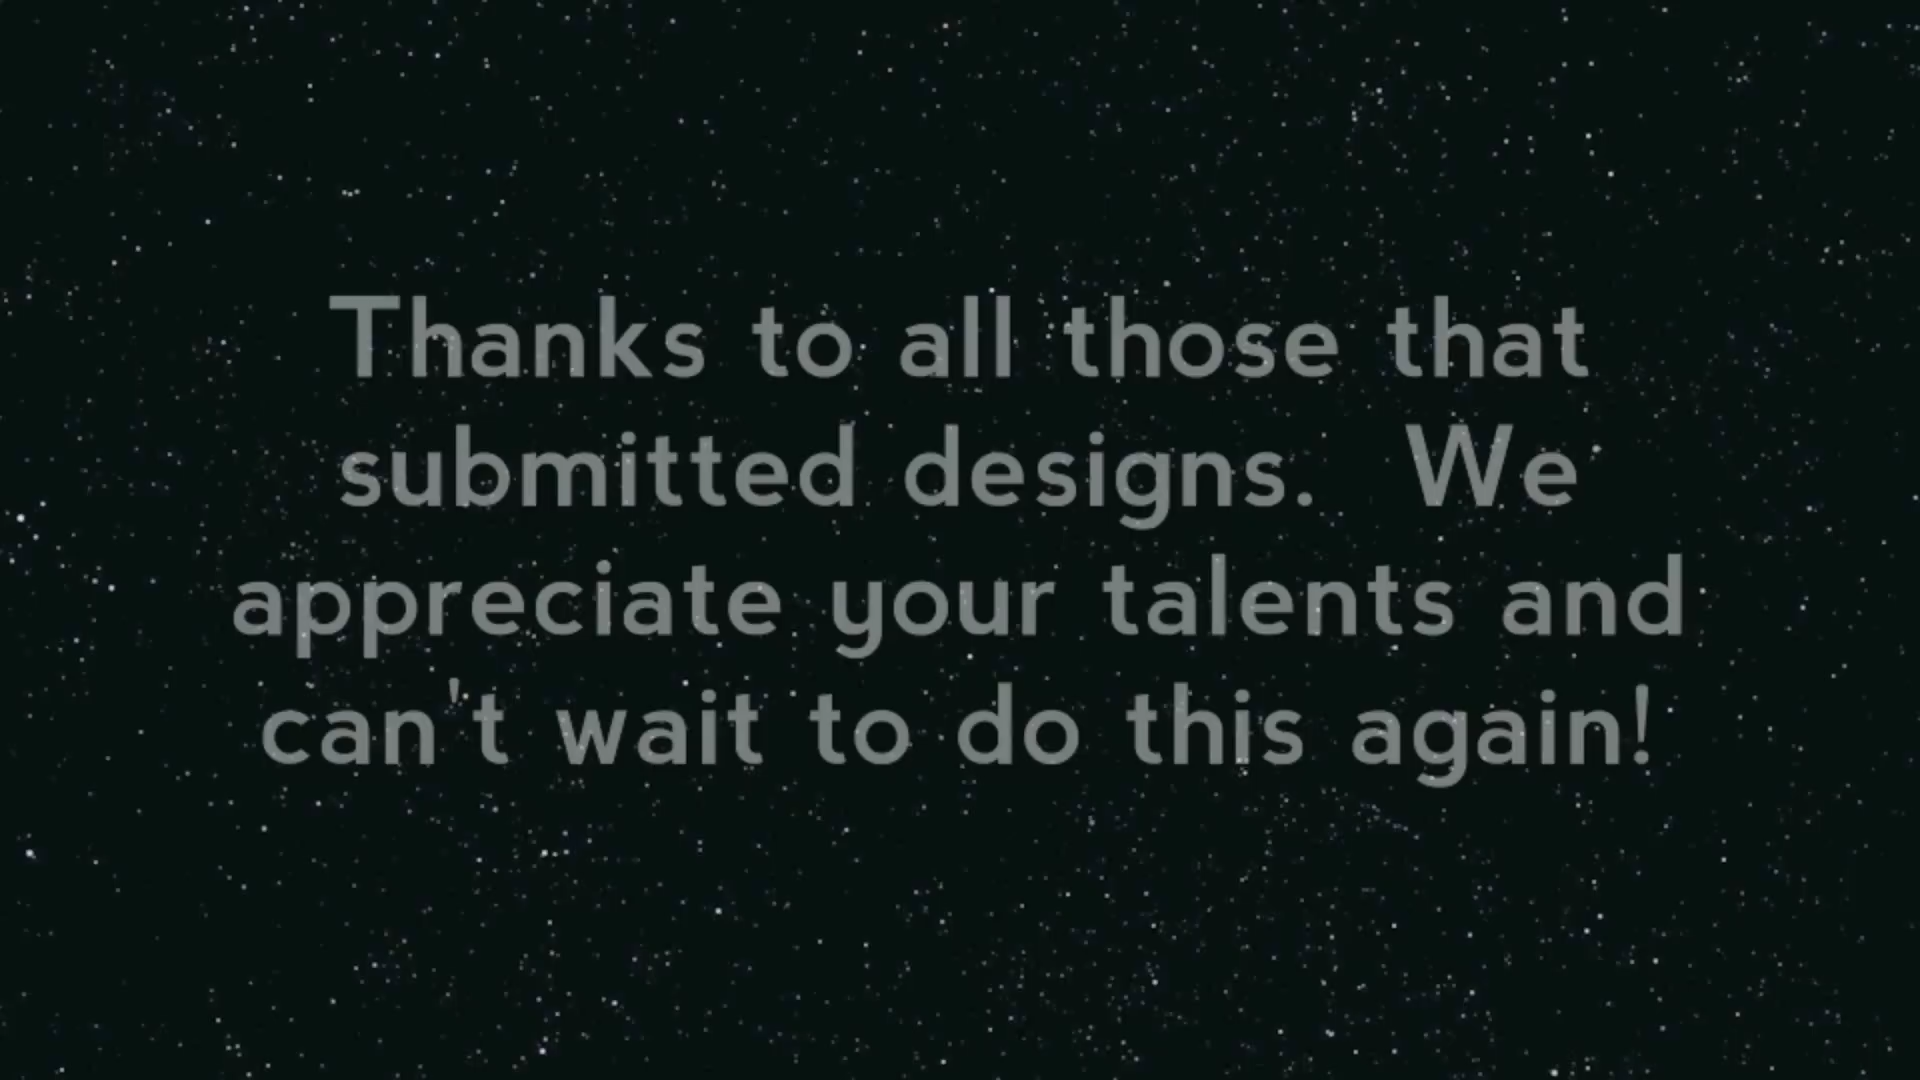 Thanks to all those that
submitted designs.  We
appreciate your talents and
can't wait to do this again!